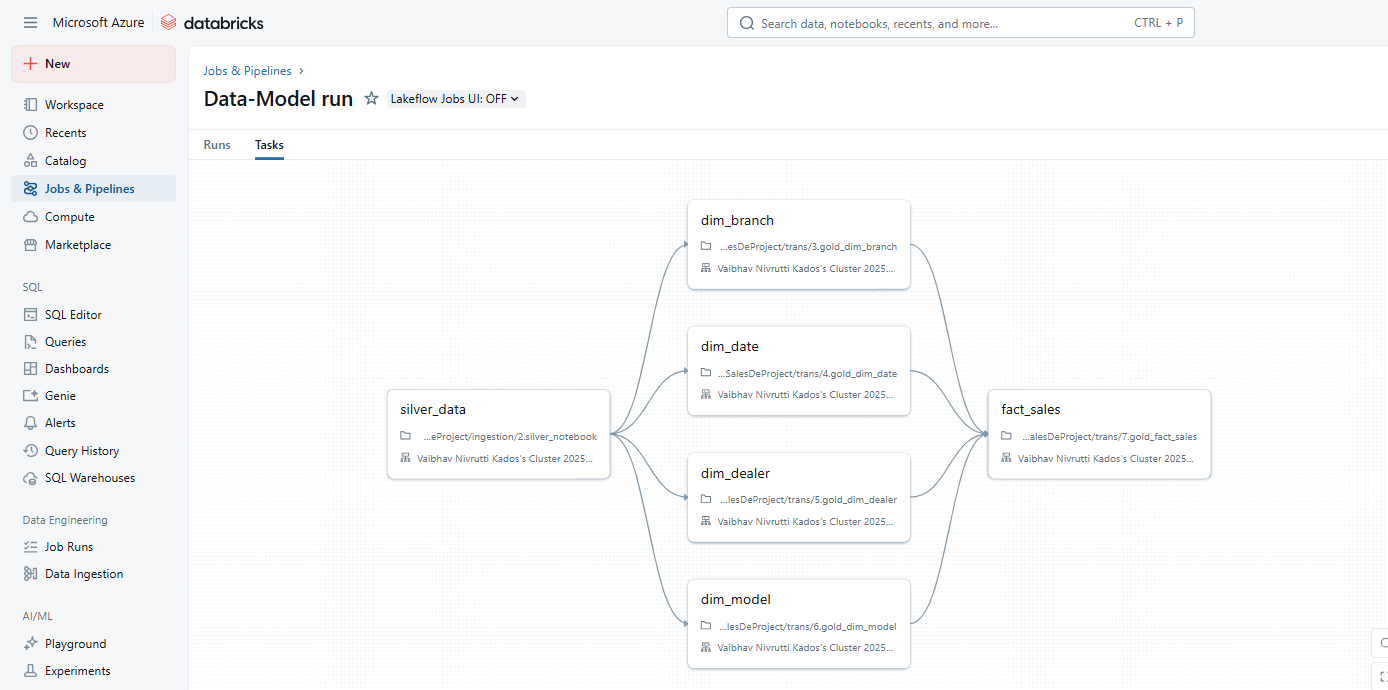 Microsoft Azure
databricks
Search data, notebooks, recents, and more...
CTRL + P
New
Workspace
Recents
Catalog
Jobs & Pipelines
Compute
Marketplace
SQL
SQL Editor
Queries
Dashboards
Genie
Alerts
Query History
SQL Warehouses
Data Engineering
Job Runs
Data Ingestion
AI/ML
Playground
Experiments
Jobs & Pipelines
Data-Model run
Lakeflow Jobs UI: OFF
Runs
Tasks
silver_data
...eProject/ingestion/2.silver_notebook
Vaibhav Nivrutti Kados's Cluster 2025...
dim_branch
...esDeProject/trans/3.gold_dim_branch
Vaibhav Nivrutti Kados's Cluster 2025...
dim_date
...SalesDeProject/trans/4.gold_dim_date
Vaibhav Nivrutti Kados's Cluster 2025...
dim_dealer
...lesDeProject/trans/5.gold_dim_dealer
Vaibhav Nivrutti Kados's Cluster 2025...
dim_model
...lesDeProject/trans/6.gold_dim_model
Vaibhav Nivrutti Kados's Cluster 2025...
fact_sales
...alesDeProject/trans/7.gold_fact_sales
Vaibhav Nivrutti Kados's Cluster 2025...